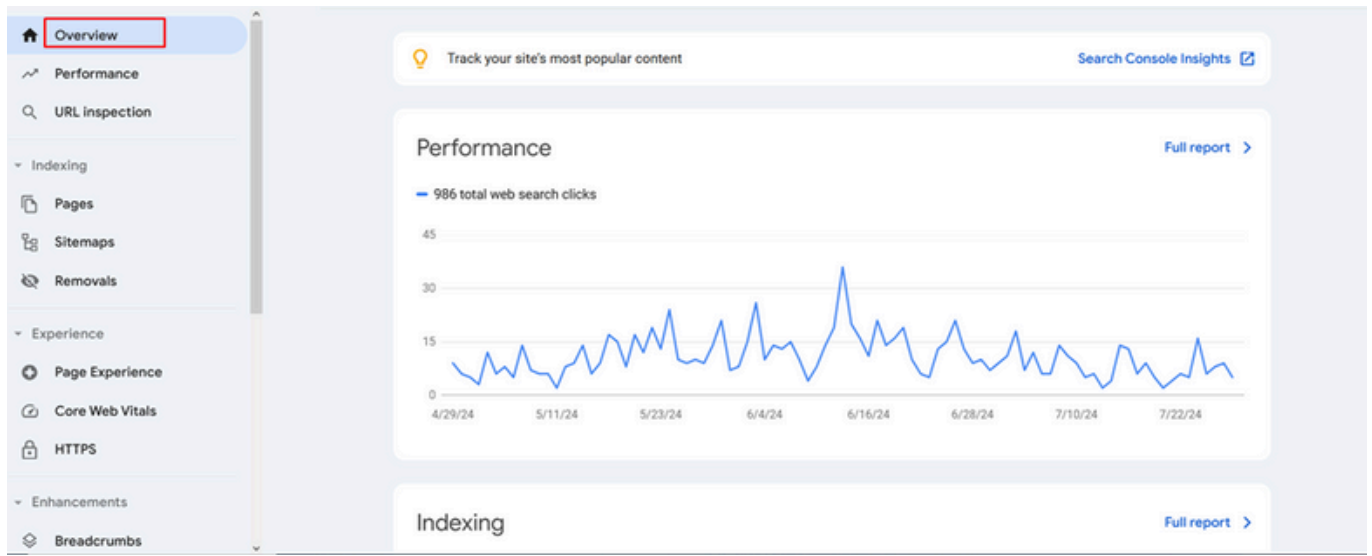 Overview
Performance
URL inspection
Indexing
Pages
Sitemaps
Removals
Experience
Page Experience
Core Web Vitals
HTTPS
Enhancements
Breadcrumbs
Track your site's most popular content
Search Console Insights
Performance
Full report
986 total web search clicks
45
30
15
0
4/29/24 5/11/24 5/23/24 6/4/24 6/16/24 6/28/24 7/10/24 7/22/24
Indexing
Full report